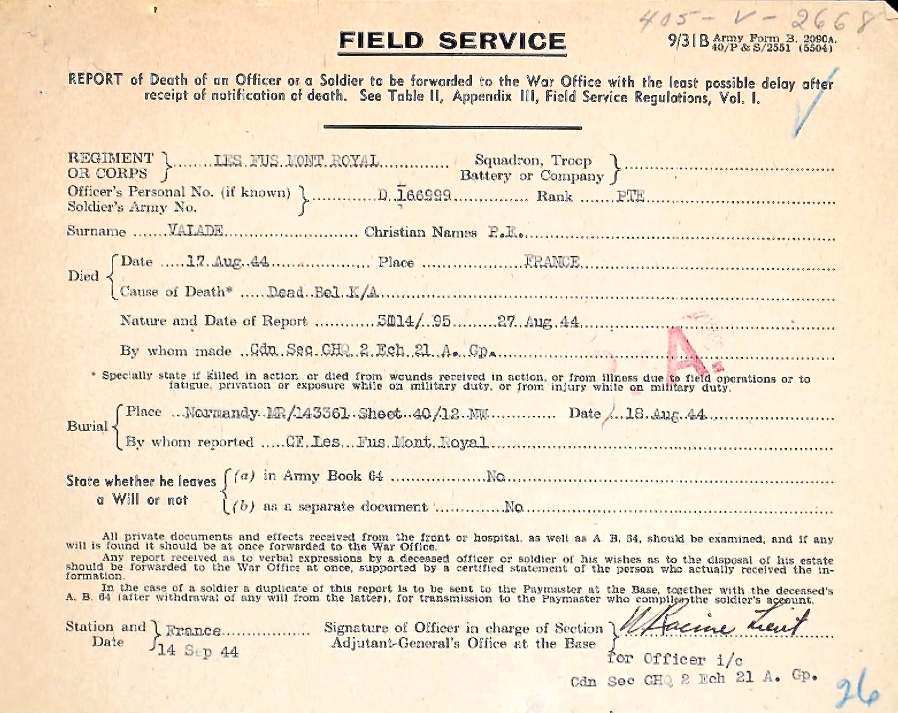 405-V-2668
FIELD SERVICE
9/31B Army Form B. 2090A.
40/P & S/2551 (5504)
REPORT of Death of an Officer or a Soldier to be forwarded to the War Office with the least possible delay after
receipt of notification of death. See Table II, Appendix III, Field Service Regulations, Vol. I.
REGIMENT OR CORPS } LES FUS MONT ROYAL Squadron, Troop Battery or Company }
Officer's Personal No. (if known) Soldier's Army No. } D 166999 Rank PTE
Surname VALADE Christian Names P.E.
Died { Date 17 Aug 44 Place FRANCE
Cause of Death* Dead Bel K/A
Nature and Date of Report 3014/ 95 27 Aug 44
By whom made Cdn Sec GHQ 2 Ech 21 A. Gp.
A.
* Specially state if killed in action or died from wounds received in action, or from illness due to field operations or to
fatigue, privation or exposure while on military duty, or from injury while on military duty.
Burial { Place Normandy MR/143361 Sheet 40/12 NW Date 18 Aug 44
By whom reported CF Les Fus Mont Royal
State whether he leaves a Will or not { (a) in Army Book 64 No
(b) as a separate document No
All private documents and effects received from the front or hospital, as well as A. B. 64, should be examined, and if any
will is found it should be at once forwarded to the War Office.
Any report received as to verbal expressions by a deceased officer or soldier of his wishes as to the disposal of his estate
should be forwarded to the War Office at once, supported by a certified statement of the person who actually received the in-
formation.
In the case of a soldier a duplicate of this report is to be sent to the Paymaster at the Base, together with the deceased's
A. B. 64 (after withdrawal of any will from the latter), for transmission to the Paymaster who compiles the soldier's account.
Station and Date } France
14 Sep 44
Signature of Officer in charge of Section Adjutant-General's Office at the Base } Racine Lieut
for Officer i/c
Cdn Sec GHQ 2 Ech 21 A. Gp.
26